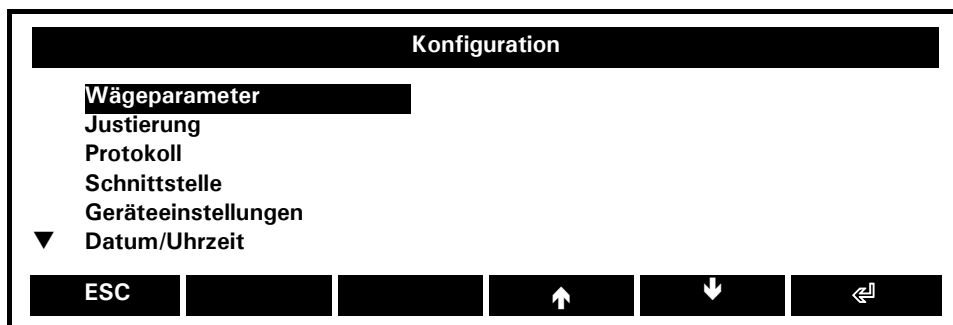 Konfiguration
Wägeparameter
Justierung
Protokoll
Schnittstelle
Geräteeinstellungen
▼ Datum/Uhrzeit
ESC